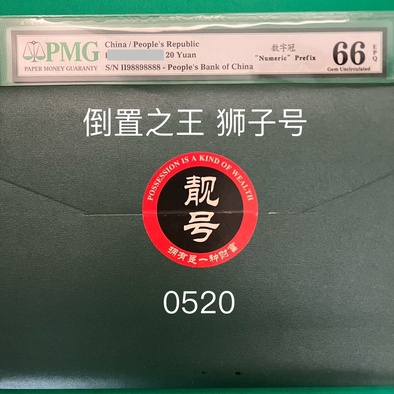 PMG
PAPER MONEY GUARANTY
China / People's Republic
20 Yuan
S/N II98898888 - People's Bank of China
数字冠
"Numeric" Prefix
66 EPQ
Gem Uncirculated
倒置之王 狮子号
POSSESSION IS A KIND OF WEALTH
靓号
拥有是一种财富
0520